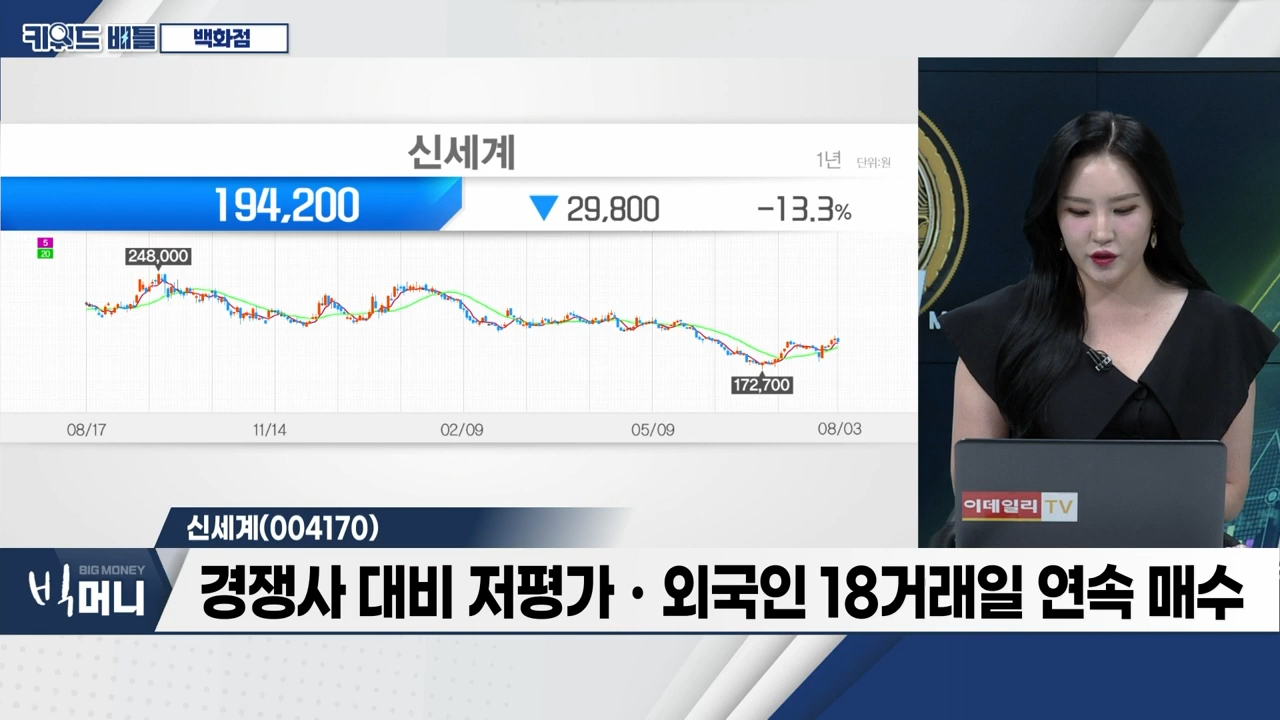 키워드 배틀 백화점
신세계
1년 단위:원
194,200 ▼ 29,800 -13.3%
5
20
248,000
172,700
08/17 11/14 02/09 05/09 08/03
M
이데일리 TV
신세계(004170)
BIG MONEY
빅머니
경쟁사 대비 저평가·외국인 18거래일 연속 매수